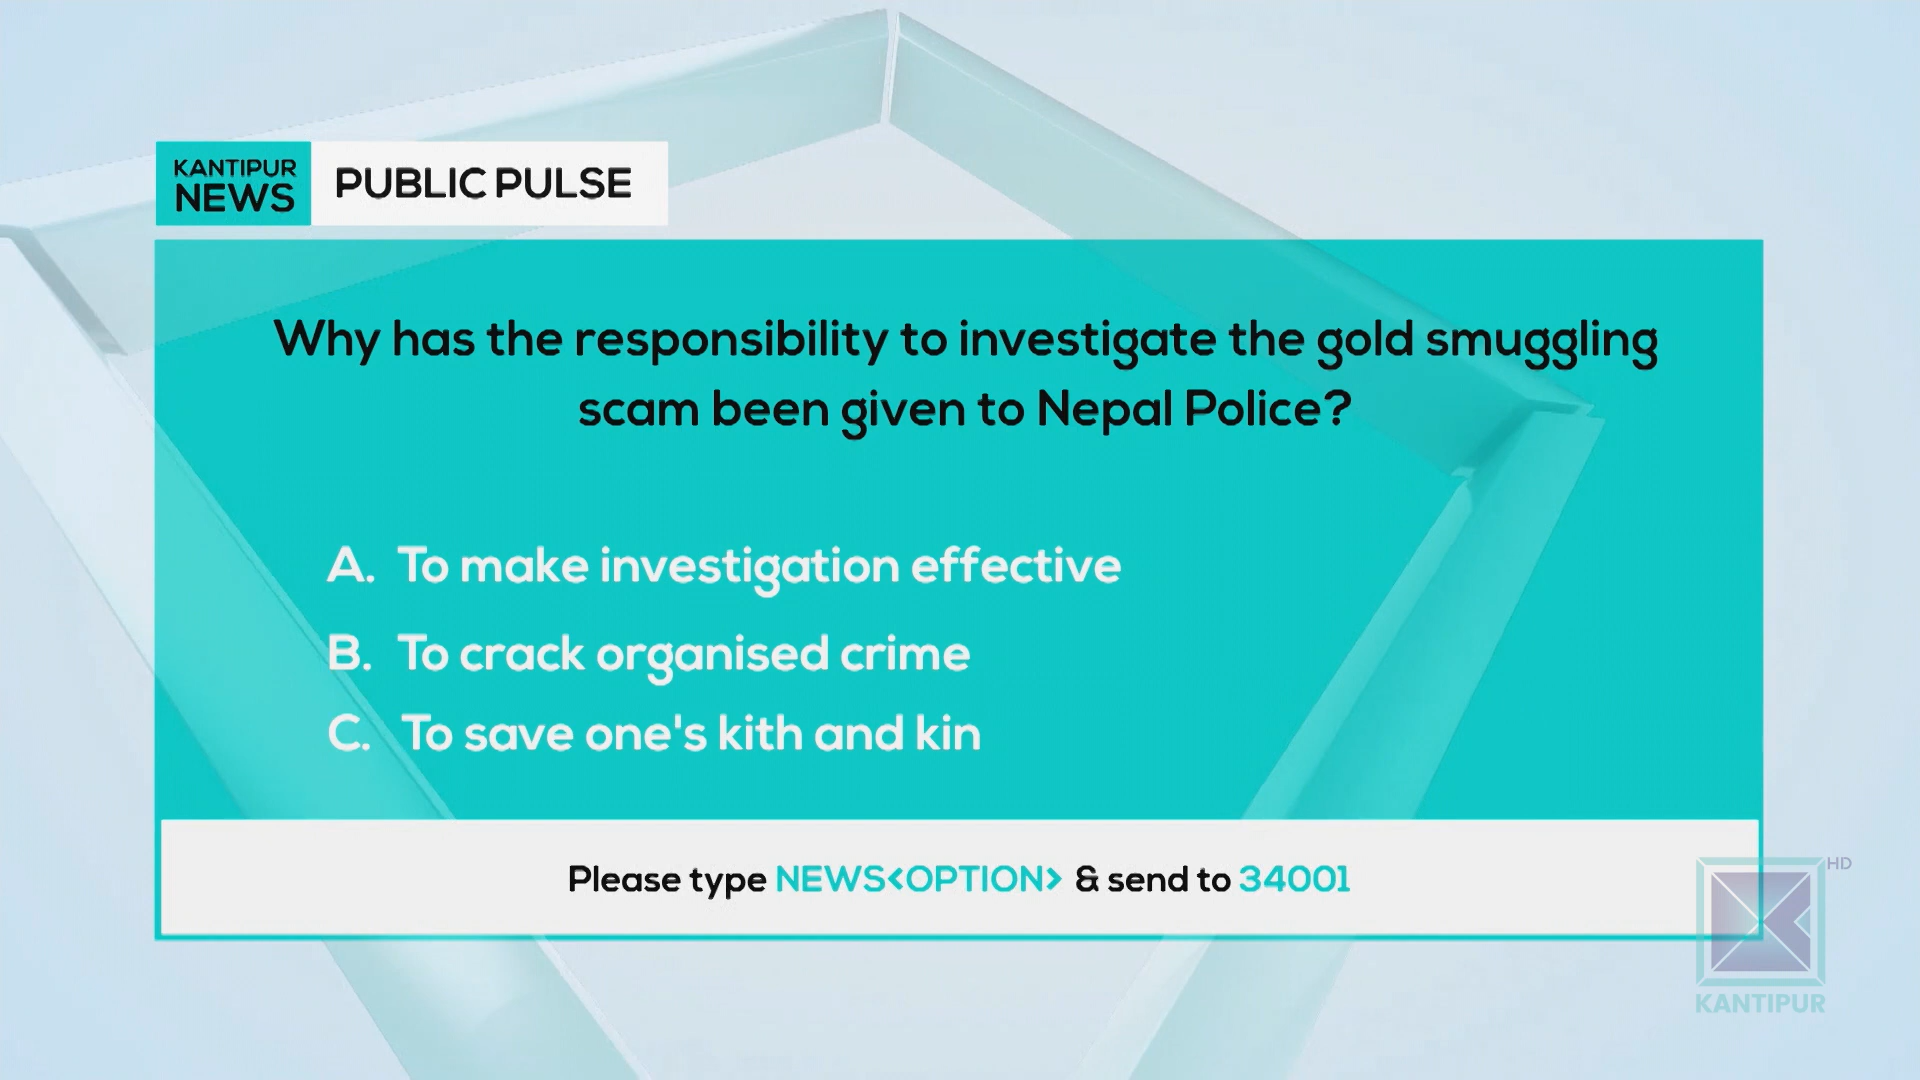 KANTIPUR
NEWS
PUBLIC PULSE
Why has the responsibility to investigate the gold smuggling
scam been given to Nepal Police?
A. To make investigation effective
B. To crack organised crime
C. To save one's kith and kin
Please type NEWS<OPTION> & send to 34001
HD
KANTIPUR